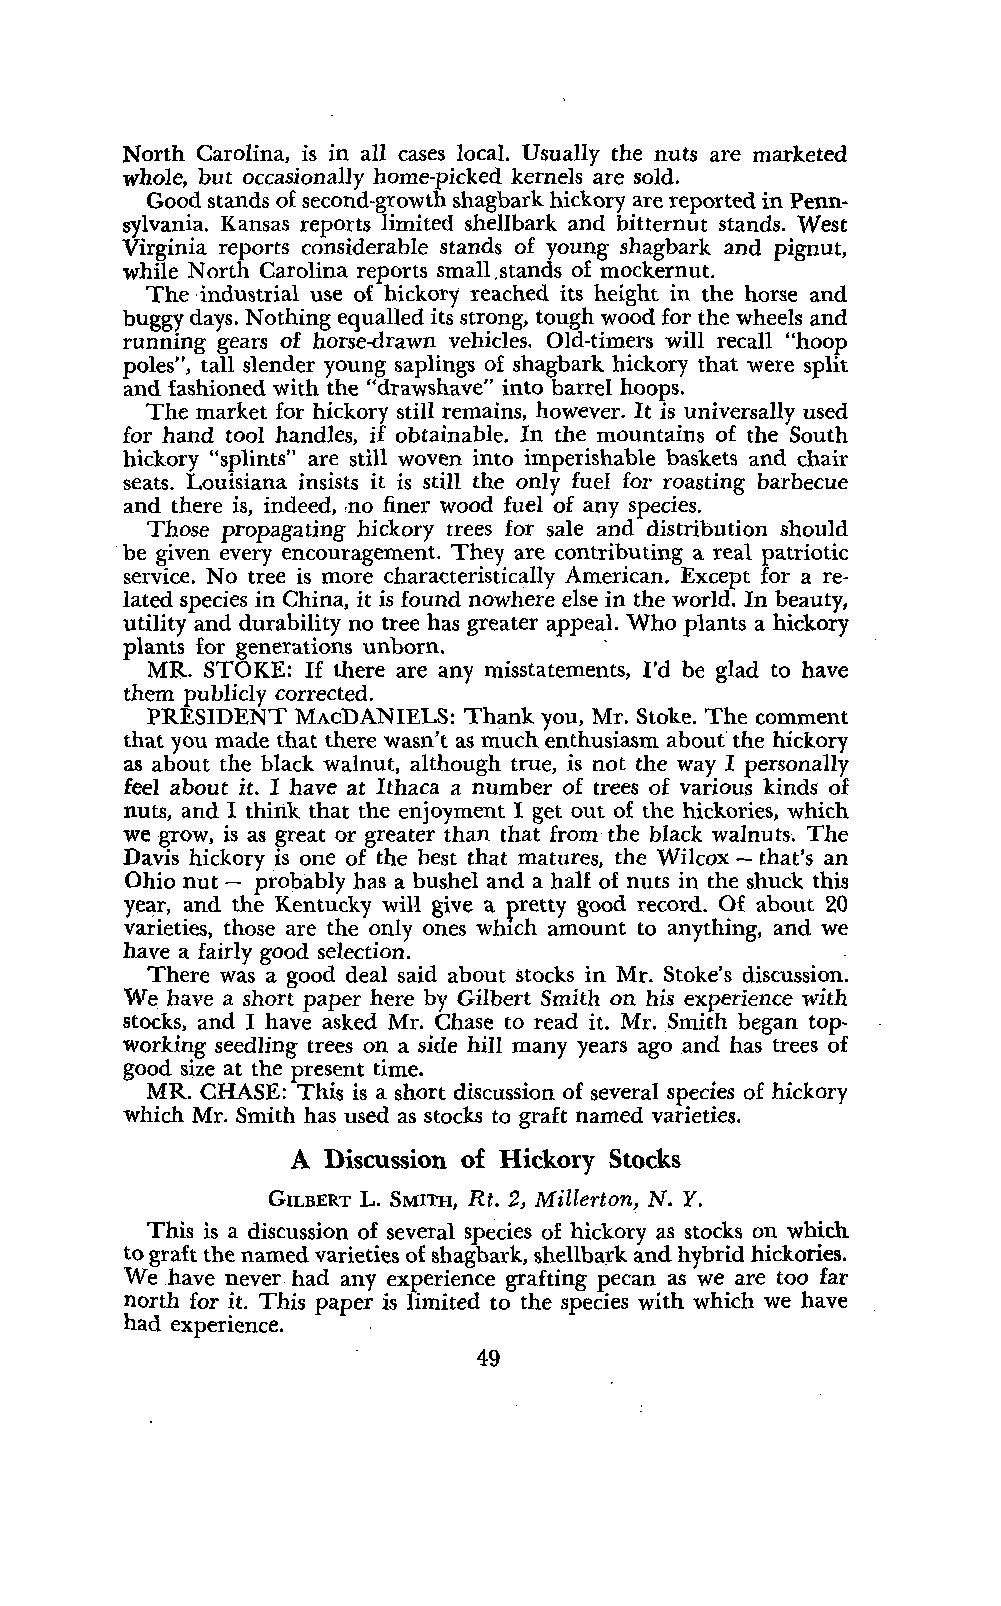 North Carolina, is in all cases local. Usually the nuts are marketed
whole, but occasionally home-picked kernels are sold.
Good stands of second-growth shagbark hickory are reported in Penn-
sylvania. Kansas reports limited shellbark and bitternut stands. West
Virginia reports considerable stands of young shagbark and pignut,
while North Carolina reports small stands of mockernut.
The industrial use of hickory reached its height in the horse and
buggy days. Nothing equalled its strong, tough wood for the wheels and
running gears of horse-drawn vehicles. Old-timers will recall "hoop
poles", tall slender young saplings of shagbark hickory that were split
and fashioned with the "drawshave" into barrel hoops.
The market for hickory still remains, however. It is universally used
for hand tool handles, if obtainable. In the mountains of the South
hickory "splints" are still woven into imperishable baskets and chair
seats. Louisiana insists it is still the only fuel for roasting barbecue
and there is, indeed, no finer wood fuel of any species.
Those propagating hickory trees for sale and distribution should
be given every encouragement. They are contributing a real patriotic
service. No tree is more characteristically American. Except for a re-
lated species in China, it is found nowhere else in the world. In beauty,
utility and durability no tree has greater appeal. Who plants a hickory
plants for generations unborn.
MR. STOKE: If there are any misstatements, I'd be glad to have
them publicly corrected.
PRESIDENT MACDANIELS: Thank you, Mr. Stoke. The comment
that you made that there wasn't as much enthusiasm about the hickory
as about the black walnut, although true, is not the way I personally
feel about it. I have at Ithaca a number of trees of various kinds of
nuts, and I think that the enjoyment I get out of the hickories, which
we grow, is as great or greater than that from the black walnuts. The
Davis hickory is one of the best that matures, the Wilcox — that's an
Ohio nut — probably has a bushel and a half of nuts in the shuck this
year, and the Kentucky will give a pretty good record. Of about 20
varieties, those are the only ones which amount to anything, and we
have a fairly good selection.
There was a good deal said about stocks in Mr. Stoke's discussion.
We have a short paper here by Gilbert Smith on his experience with
stocks, and I have asked Mr. Chase to read it. Mr. Smith began top-
working seedling trees on a side hill many years ago and has trees of
good size at the present time.
MR. CHASE: This is a short discussion of several species of hickory
which Mr. Smith has used as stocks to graft named varieties.
A Discussion of Hickory Stocks
GILBERT L. SMITH, Rt. 2, Millerton, N. Y.
This is a discussion of several species of hickory as stocks on which
to graft the named varieties of shagbark, shellbark and hybrid hickories.
We have never had any experience grafting pecan as we are too far
north for it. This paper is limited to the species with which we have
had experience.
49